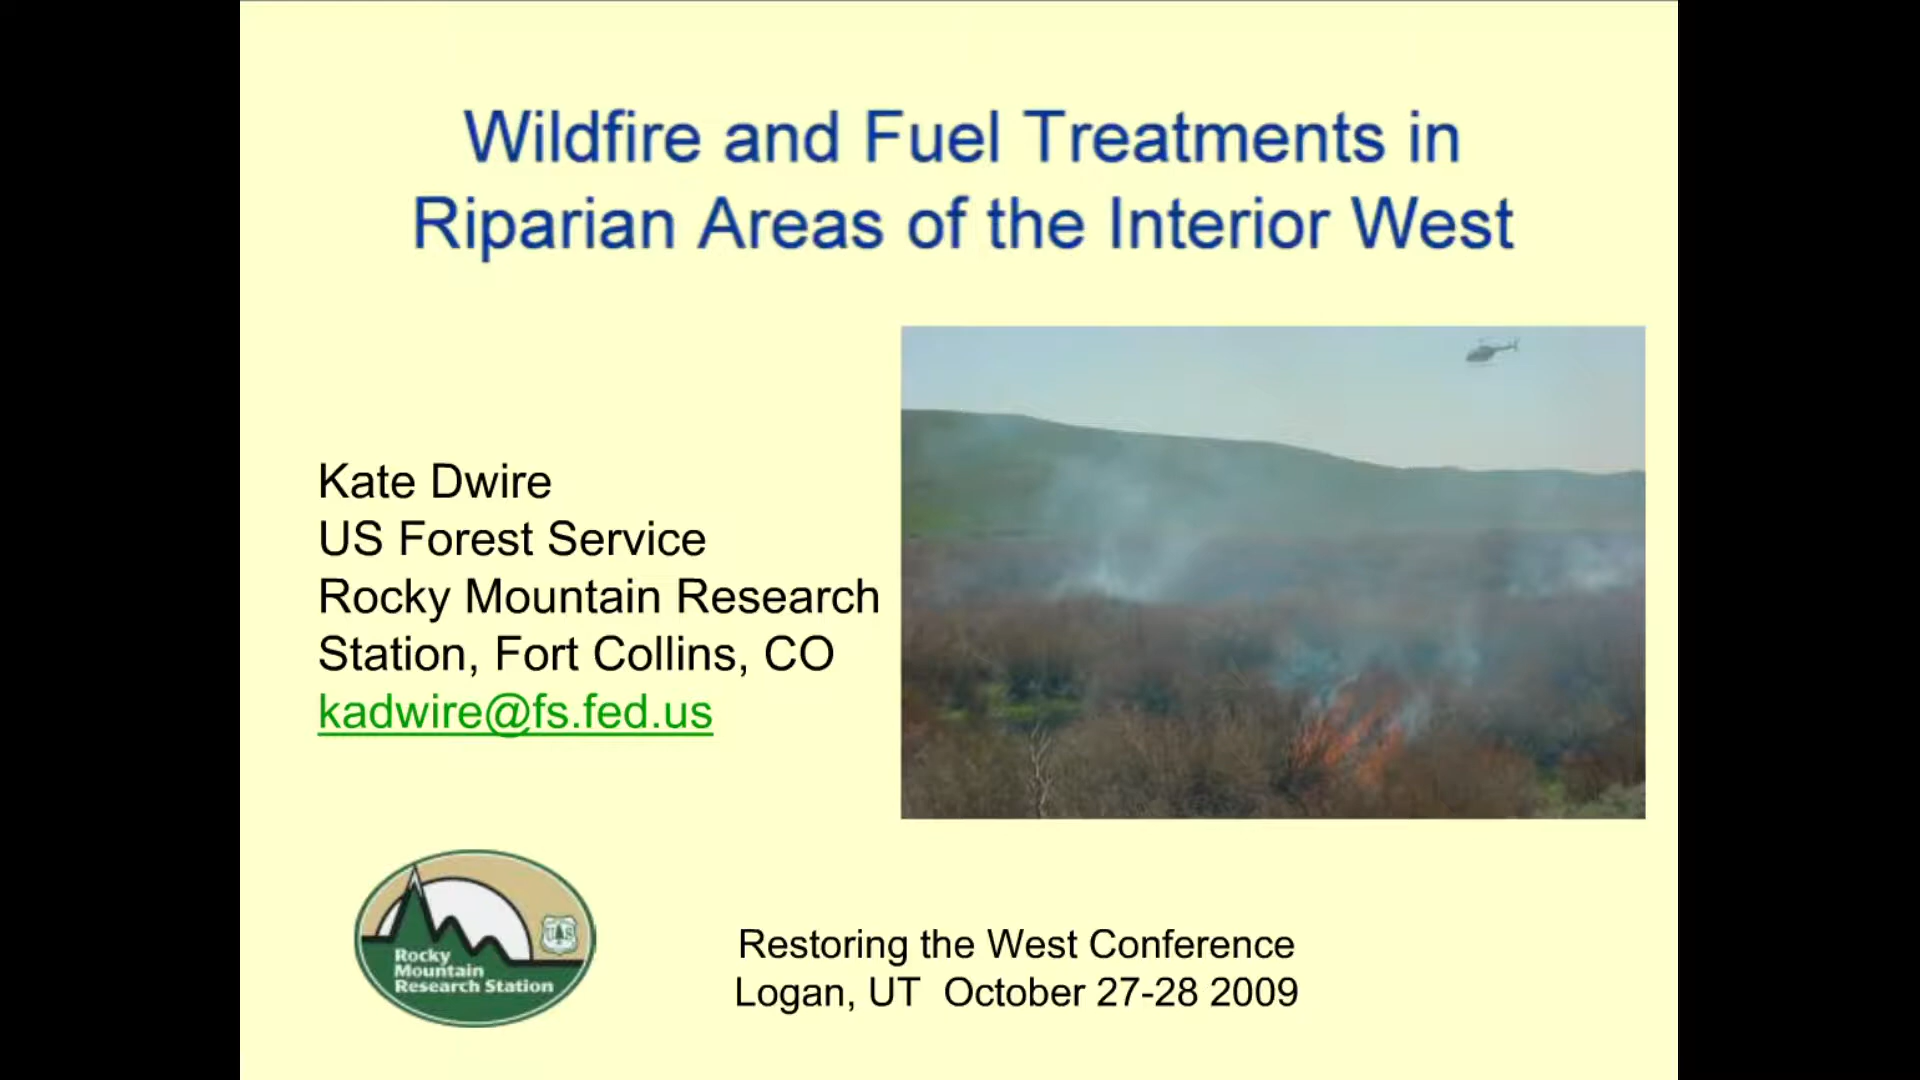 Wildfire and Fuel Treatments in
Riparian Areas of the Interior West
Kate Dwire
US Forest Service
Rocky Mountain Research
Station, Fort Collins, CO
kadwire@fs.fed.us
Rocky
Mountain
Research Station
U S
Restoring the West Conference
Logan, UT October 27-28 2009